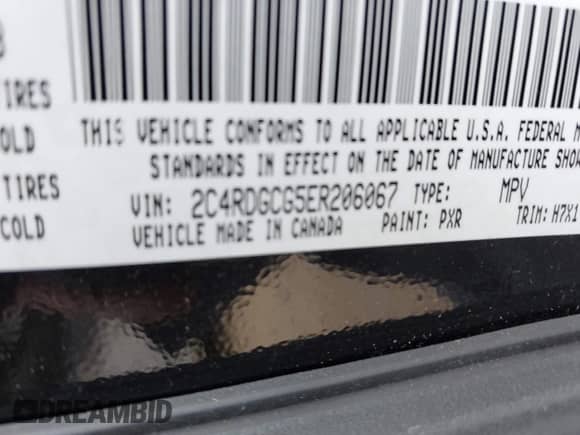 IRES
OLD
TIRES
COLD
THIS VEHICLE CONFORMS TO ALL APPLICABLE U.S.A. FEDERAL
STANDARDS IN EFFECT ON THE DATE OF MANUFACTURE SHOW
VIN: 2C4RDGCG5ER206067 TYPE: MPV
VEHICLE MADE IN CANADA PAINT: PXR TRIM: H7X1
DREAMBID